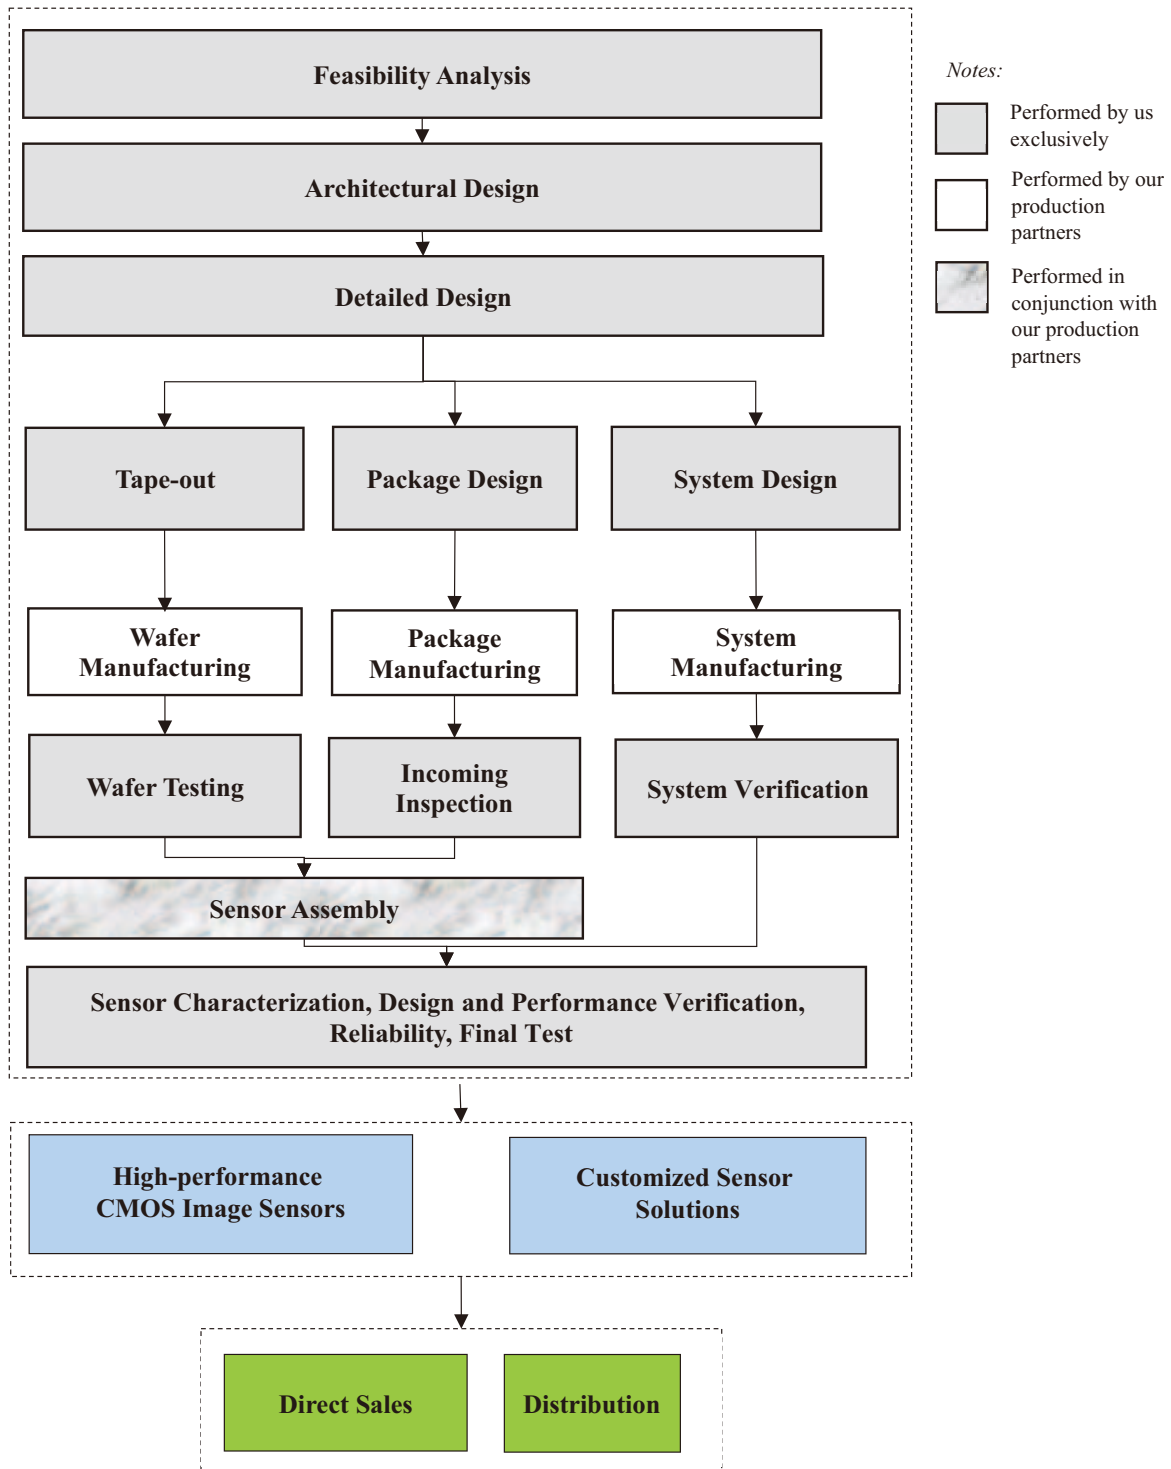 Feasibility Analysis
Notes:
Performed by us
exclusively
Architectural Design
Performed by our
production
partners
Detailed Design
Performed in
conjunction with
our production
partners
Tape-out
Package Design
System Design
Wafer
Manufacturing
Package
Manufacturing
System
Manufacturing
Wafer Testing
Incoming
Inspection
System Verification
Sensor Assembly
Sensor Characterization, Design and Performance Verification,
Reliability, Final Test
High-performance
CMOS Image Sensors
Customized Sensor
Solutions
Direct Sales
Distribution